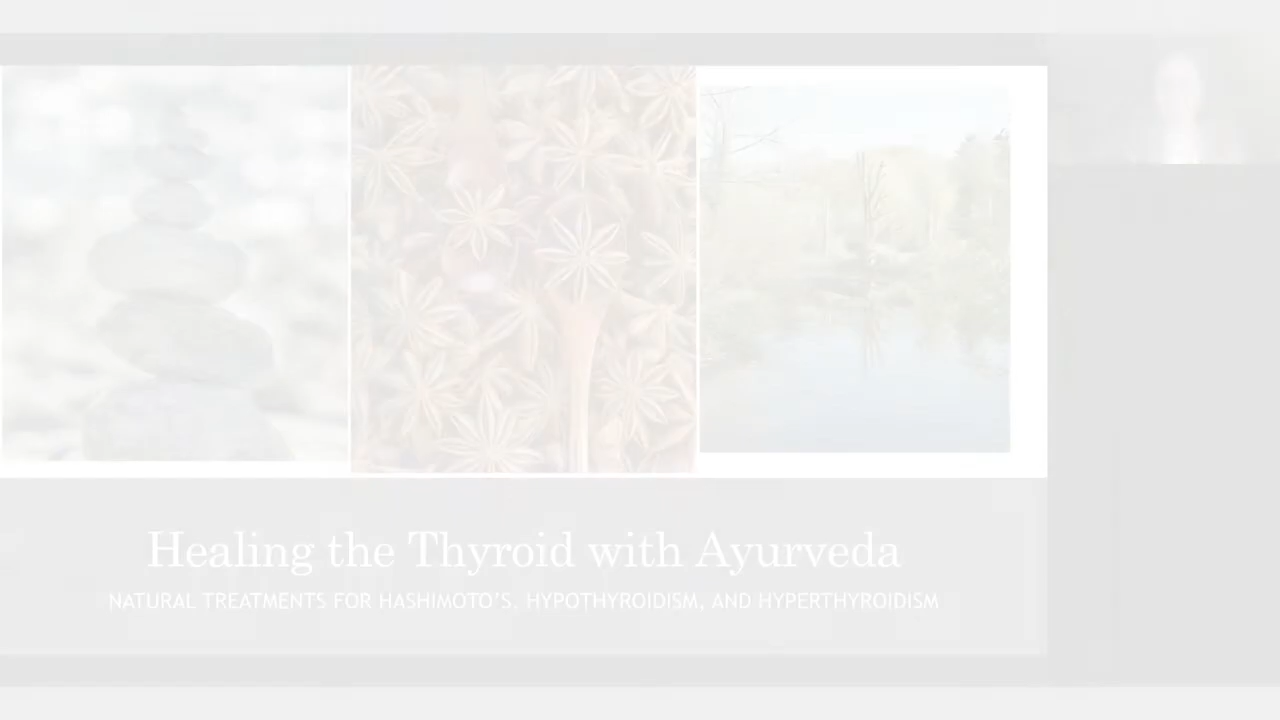 Healing the Thyroid with Ayurveda
NATURAL TREATMENTS FOR HASHIMOTO'S, HYPOTHYROIDISM, AND HYPERTHYROIDISM